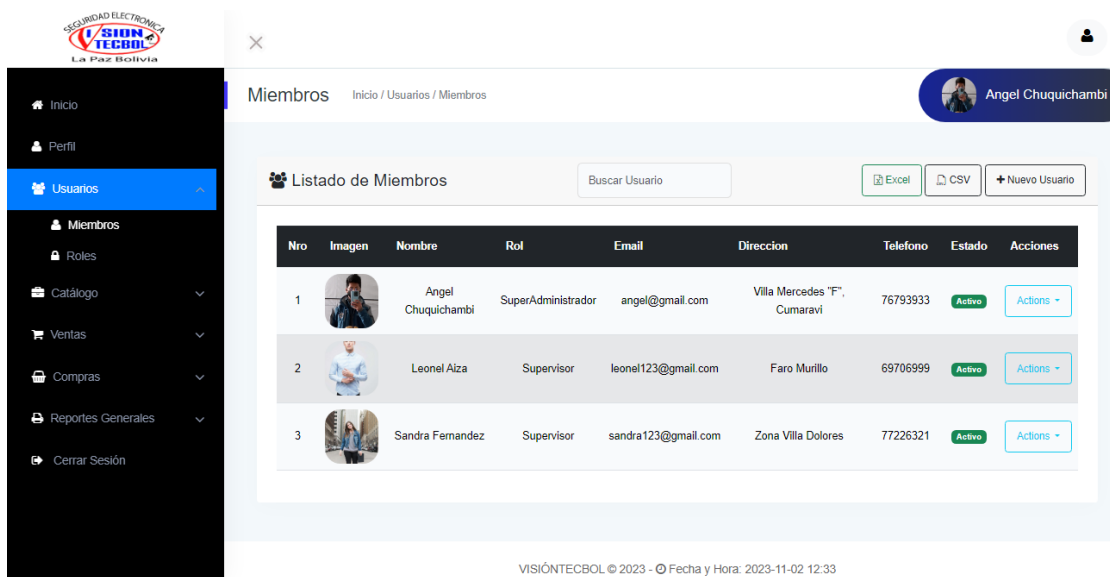 SEGURIDAD ELECTRONICA
VISION
TECBOL
La Paz Bolivia
Inicio
Perfil
Usuarios
Miembros
Roles
Catálogo
Ventas
Compras
Reportes Generales
Cerrar Sesión
Miembros Inicio / Usuarios / Miembros
Angel Chuquichambi
Listado de Miembros
Buscar Usuario
Excel CSV + Nuevo Usuario
Nro Imagen Nombre Rol Email Direccion Telefono Estado Acciones
1 Angel Chuquichambi SuperAdministrador angel@gmail.com Villa Mercedes "F", Cumaravi 76793933 Activo Actions
2 Leonel Aiza Supervisor leonel123@gmail.com Faro Murillo 69706999 Activo Actions
3 Sandra Fernandez Supervisor sandra123@gmail.com Zona Villa Dolores 77226321 Activo Actions
VISIÓNTECBOL © 2023 - Fecha y Hora: 2023-11-02 12:33